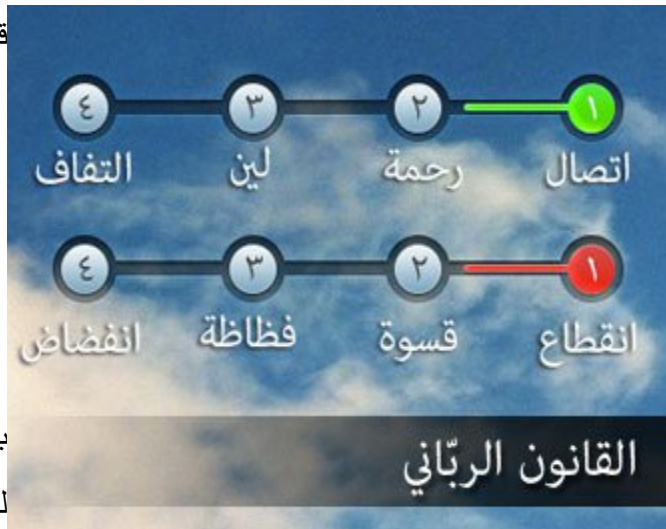 ١ ٢ ٣ ٤
اتصال رحمة لين التفاف
١ ٢ ٣ ٤
انقطاع قسوة فظاظة انفضاض
القانون الربّاني